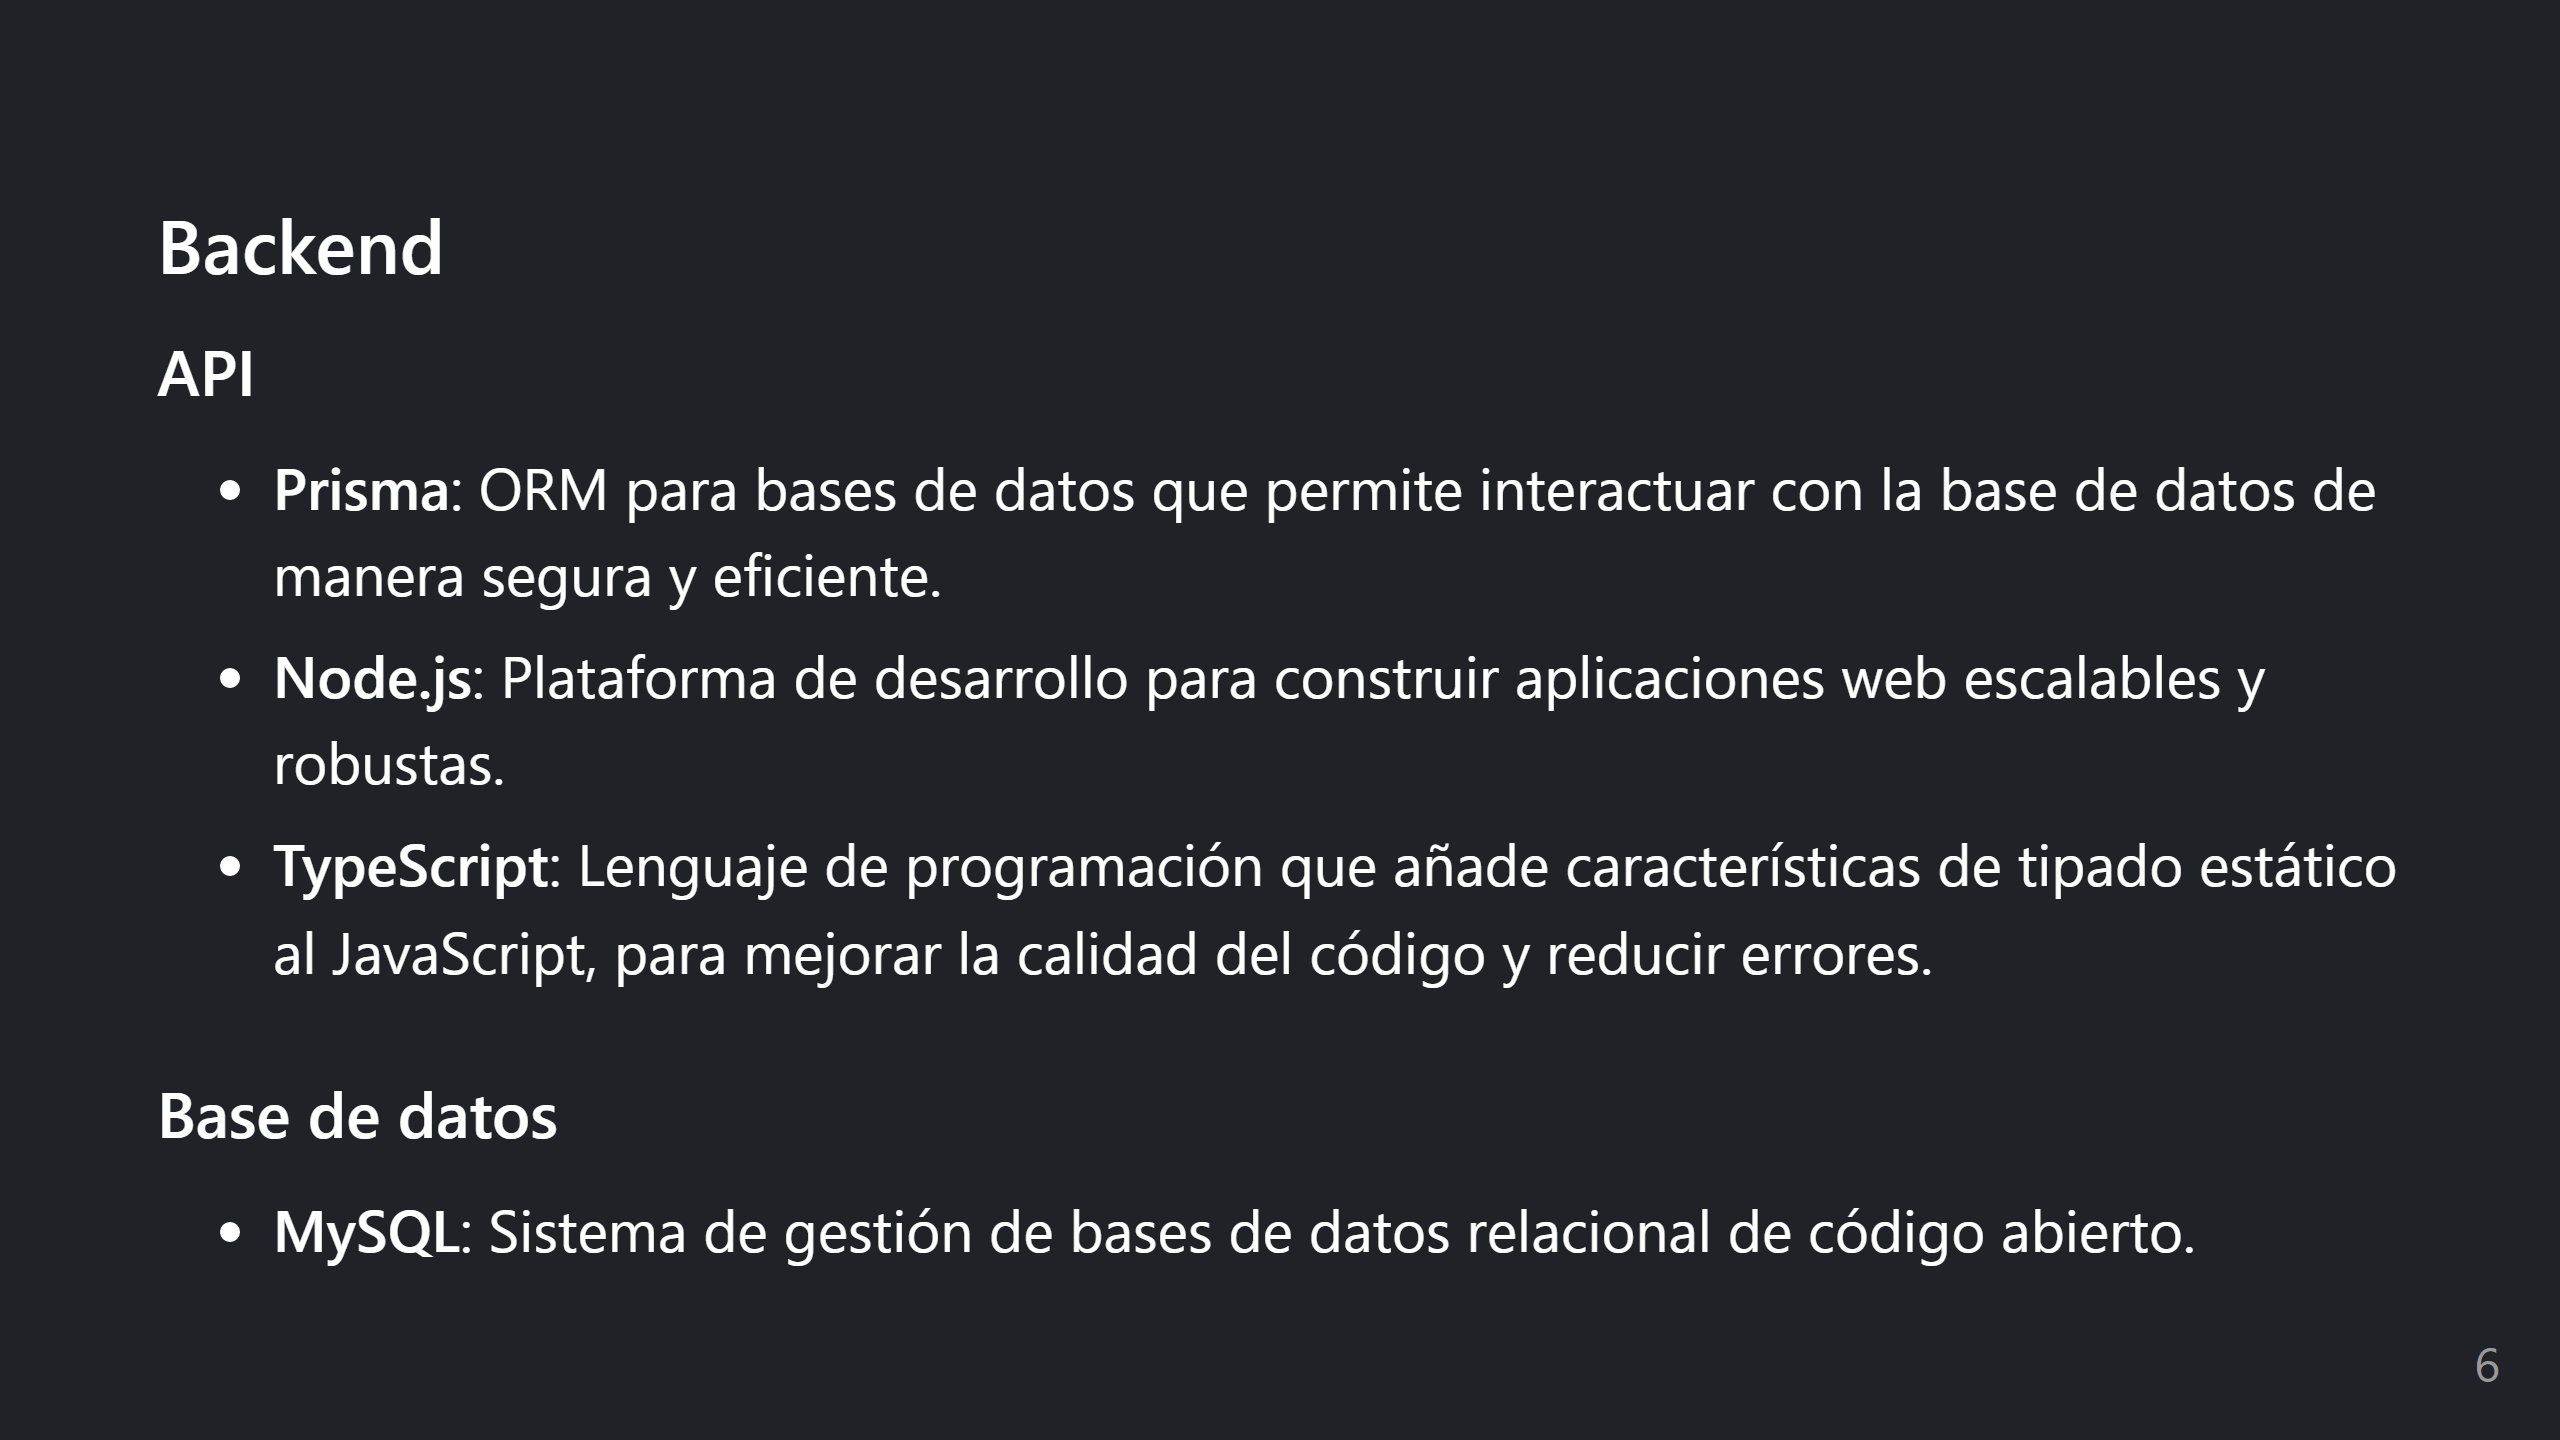 Backend
API
• Prisma: ORM para bases de datos que permite interactuar con la base de datos de
manera segura y eficiente.
• Node.js: Plataforma de desarrollo para construir aplicaciones web escalables y
robustas.
• TypeScript: Lenguaje de programación que añade características de tipado estático
al JavaScript, para mejorar la calidad del código y reducir errores.
Base de datos
• MySQL: Sistema de gestión de bases de datos relacional de código abierto.
6